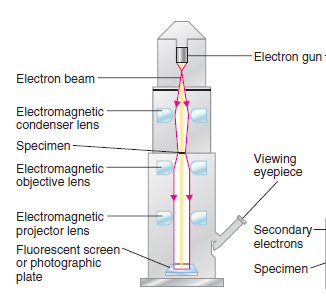 Electron gun
Electron beam
Electromagnetic
condenser lens
Specimen
Electromagnetic
objective lens
Viewing
eyepiece
Electromagnetic
projector lens
Secondary
electrons
Fluorescent screen
or photographic
plate
Specimen